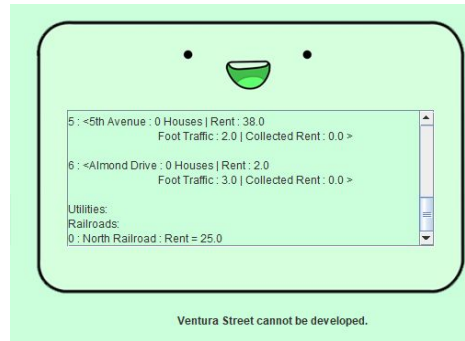 5 : <5th Avenue : 0 Houses | Rent : 38.0
Foot Traffic : 2.0 | Collected Rent : 0.0 >
6 : <Almond Drive : 0 Houses | Rent : 2.0
Foot Traffic : 3.0 | Collected Rent : 0.0 >
Utilities:
Railroads:
0 : North Railroad : Rent = 25.0
Ventura Street cannot be developed.